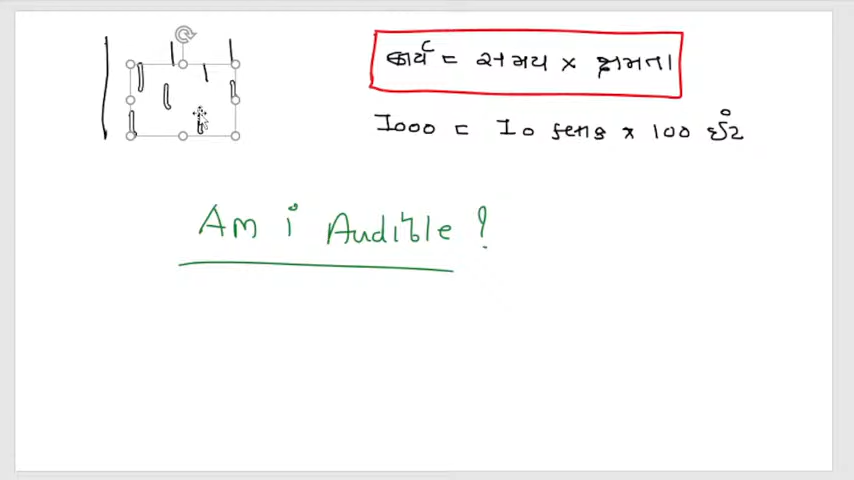 કાર્ય = સમય × ક્ષમતા
1000 = 10 કલાક × 100 ઈંટ
Am i Audible ?